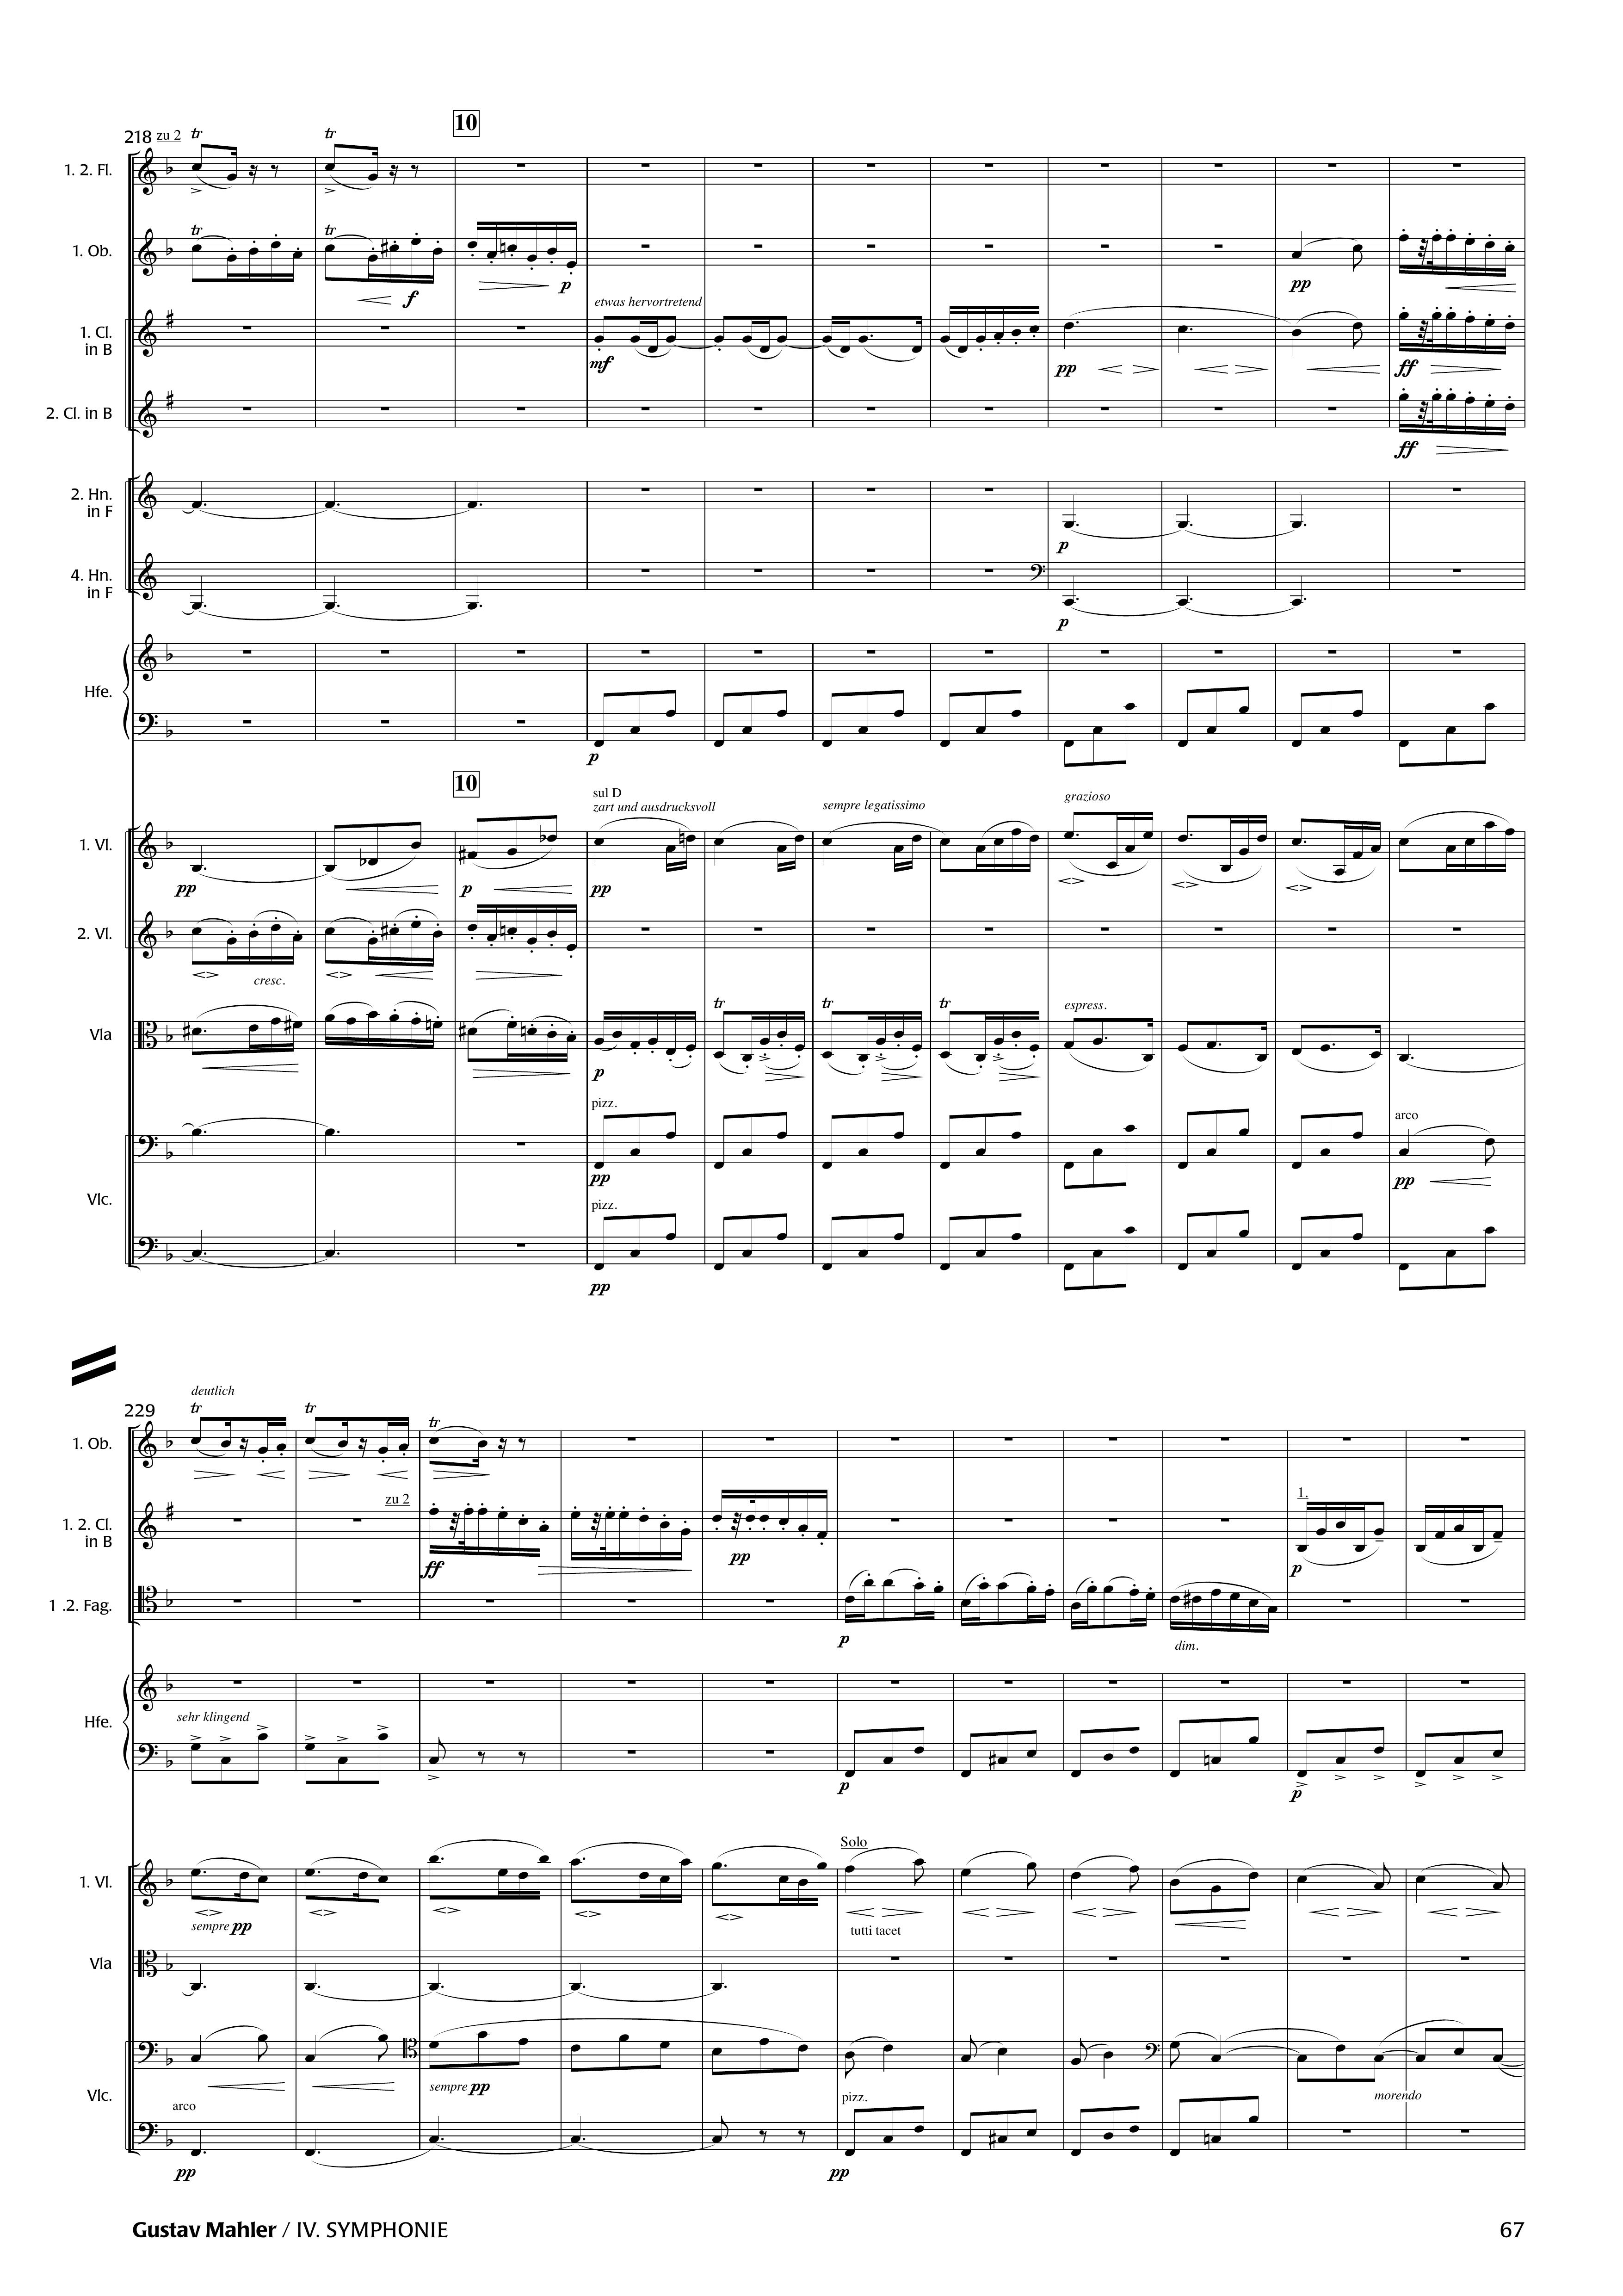 10
218 zu 2 tr tr
1. 2. Fl.
tr tr
1. Ob.
f p pp
etwas hervortretend
1. Cl.
in B
mf pp ff
2. Cl. in B
ff
2. Hn.
in F
p
4. Hn.
in F
p
Hfe.
p
10
sul D
zart und ausdrucksvoll
sempre legatissimo
grazioso
1. Vl.
pp p pp
2. Vl.
cresc.
tr tr tr
espress.
Vla
p
pizz.
arco
pp pp
Vlc.
pizz.
pp
deutlich
229 tr tr tr
1. Ob.
zu 2
1.
1. 2. Cl.
in B
ff pp p
1 .2. Fag.
p dim.
sehr klingend
Hfe.
p p
Solo
1. Vl.
sempre pp
tutti tacet
Vla
sempre pp
morendo
Vlc.
arco
pizz.
pp pp
Gustav Mahler / IV. SYMPHONIE 67